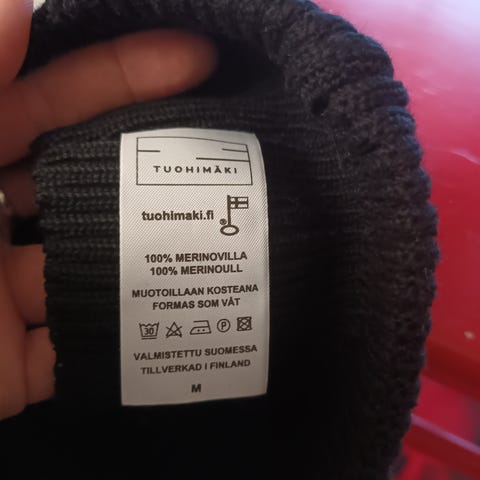 TUOHIMÄKI
tuohimaki.fi
100% MERINOVILLA
100% MERINOULL
MUOTOILLAAN KOSTEANA
FORMAS SOM VÅT
30
P
VALMISTETTU SUOMESSA
TILLVERKAD I FINLAND
M